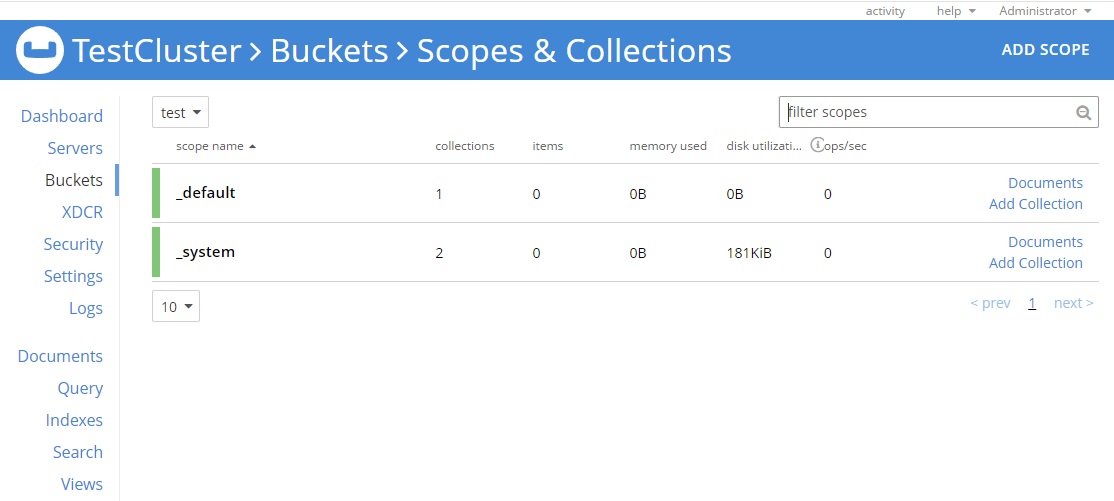 activity help Administrator
TestCluster > Buckets > Scopes & Collections ADD SCOPE
Dashboard
Servers
Buckets
XDCR
Security
Settings
Logs
Documents
Query
Indexes
Search
Views
test filter scopes
scope name collections items memory used disk utilizati... ops/sec
_default 1 0 0B 0B 0 Documents
Add Collection
_system 2 0 0B 181KiB 0 Documents
Add Collection
10 < prev 1 next >